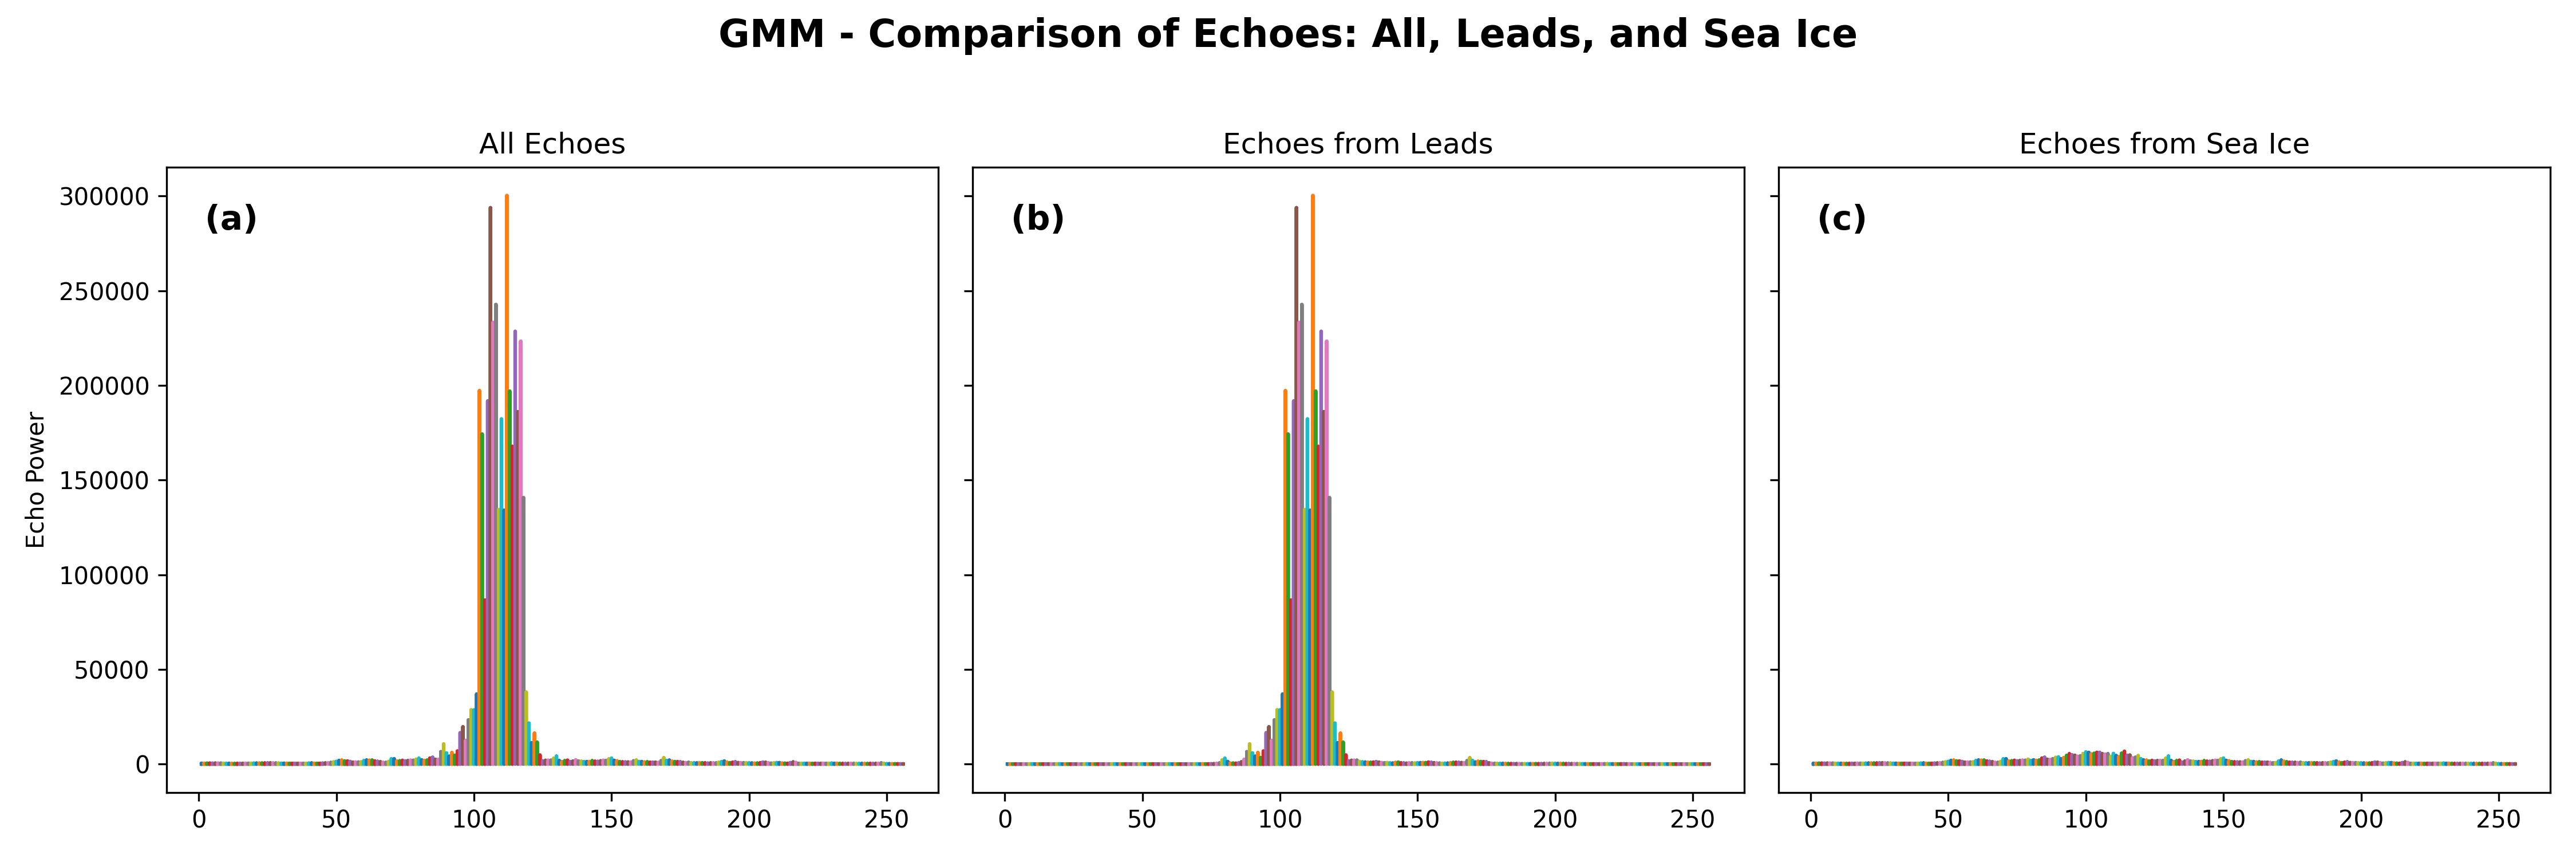 GMM - Comparison of Echoes: All, Leads, and Sea Ice
All Echoes
Echoes from Leads
Echoes from Sea Ice
(a)
(b)
(c)
Echo Power
300000
250000
200000
150000
100000
50000
0
0 50 100 150 200 250
0 50 100 150 200 250
0 50 100 150 200 250